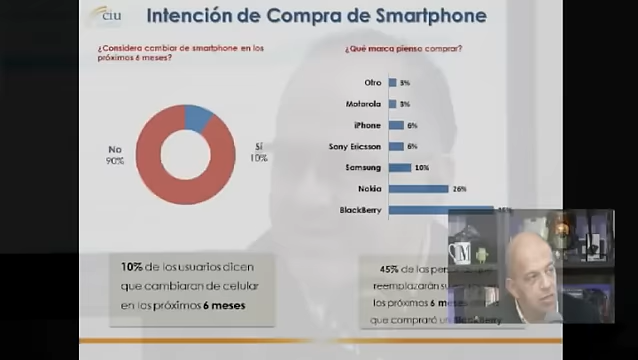 ciu
Intención de Compra de Smartphone
¿Considera cambiar de smartphone en los
próximos 6 meses?
¿Qué marca piensa comprar?
Otro 3%
Motorola 3%
iPhone 6%
No
90%
Sí
10%
Sony Ericsson 6%
Samsung 10%
Nokia 26%
BlackBerry
10% de los usuarios dicen
que cambiaran de celular
en los próximos 6 meses
45% de las
reemplazarán
los próximos 6
que comprará